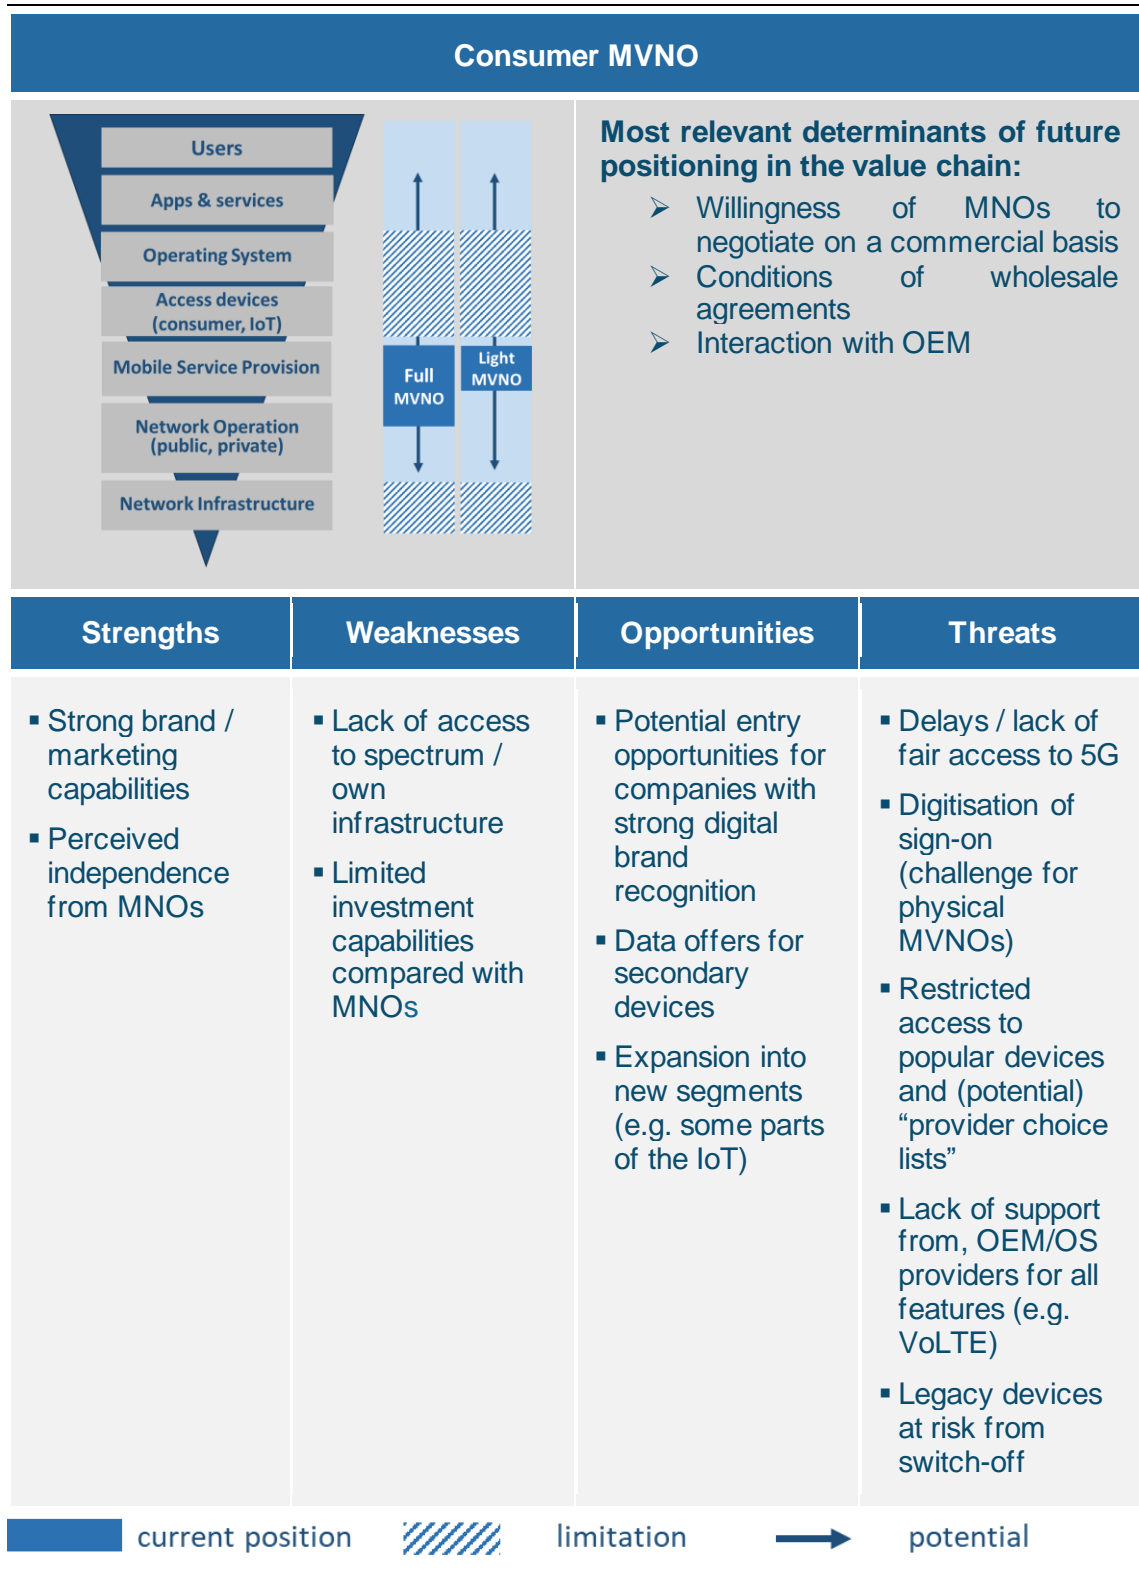 Consumer MVNO
Users
Apps & services
Operating System
Access devices
(consumer, IoT)
Mobile Service Provision
Network Operation
(public, private)
Network Infrastructure
Full
MVNO
Light
MVNO
Most relevant determinants of future
positioning in the value chain:
➢ Willingness of MNOs to
negotiate on a commercial basis
➢ Conditions of wholesale
agreements
➢ Interaction with OEM
Strengths
▪ Strong brand /
marketing
capabilities
▪ Perceived
independence
from MNOs
Weaknesses
▪ Lack of access
to spectrum /
own
infrastructure
▪ Limited
investment
capabilities
compared with
MNOs
Opportunities
▪ Potential entry
opportunities for
companies with
strong digital
brand
recognition
▪ Data offers for
secondary
devices
▪ Expansion into
new segments
(e.g. some parts
of the IoT)
Threats
▪ Delays / lack of
fair access to 5G
▪ Digitisation of
sign-on
(challenge for
physical
MVNOs)
▪ Restricted
access to
popular devices
and (potential)
“provider choice
lists”
▪ Lack of support
from, OEM/OS
providers for all
features (e.g.
VoLTE)
▪ Legacy devices
at risk from
switch-off
current position
limitation
potential